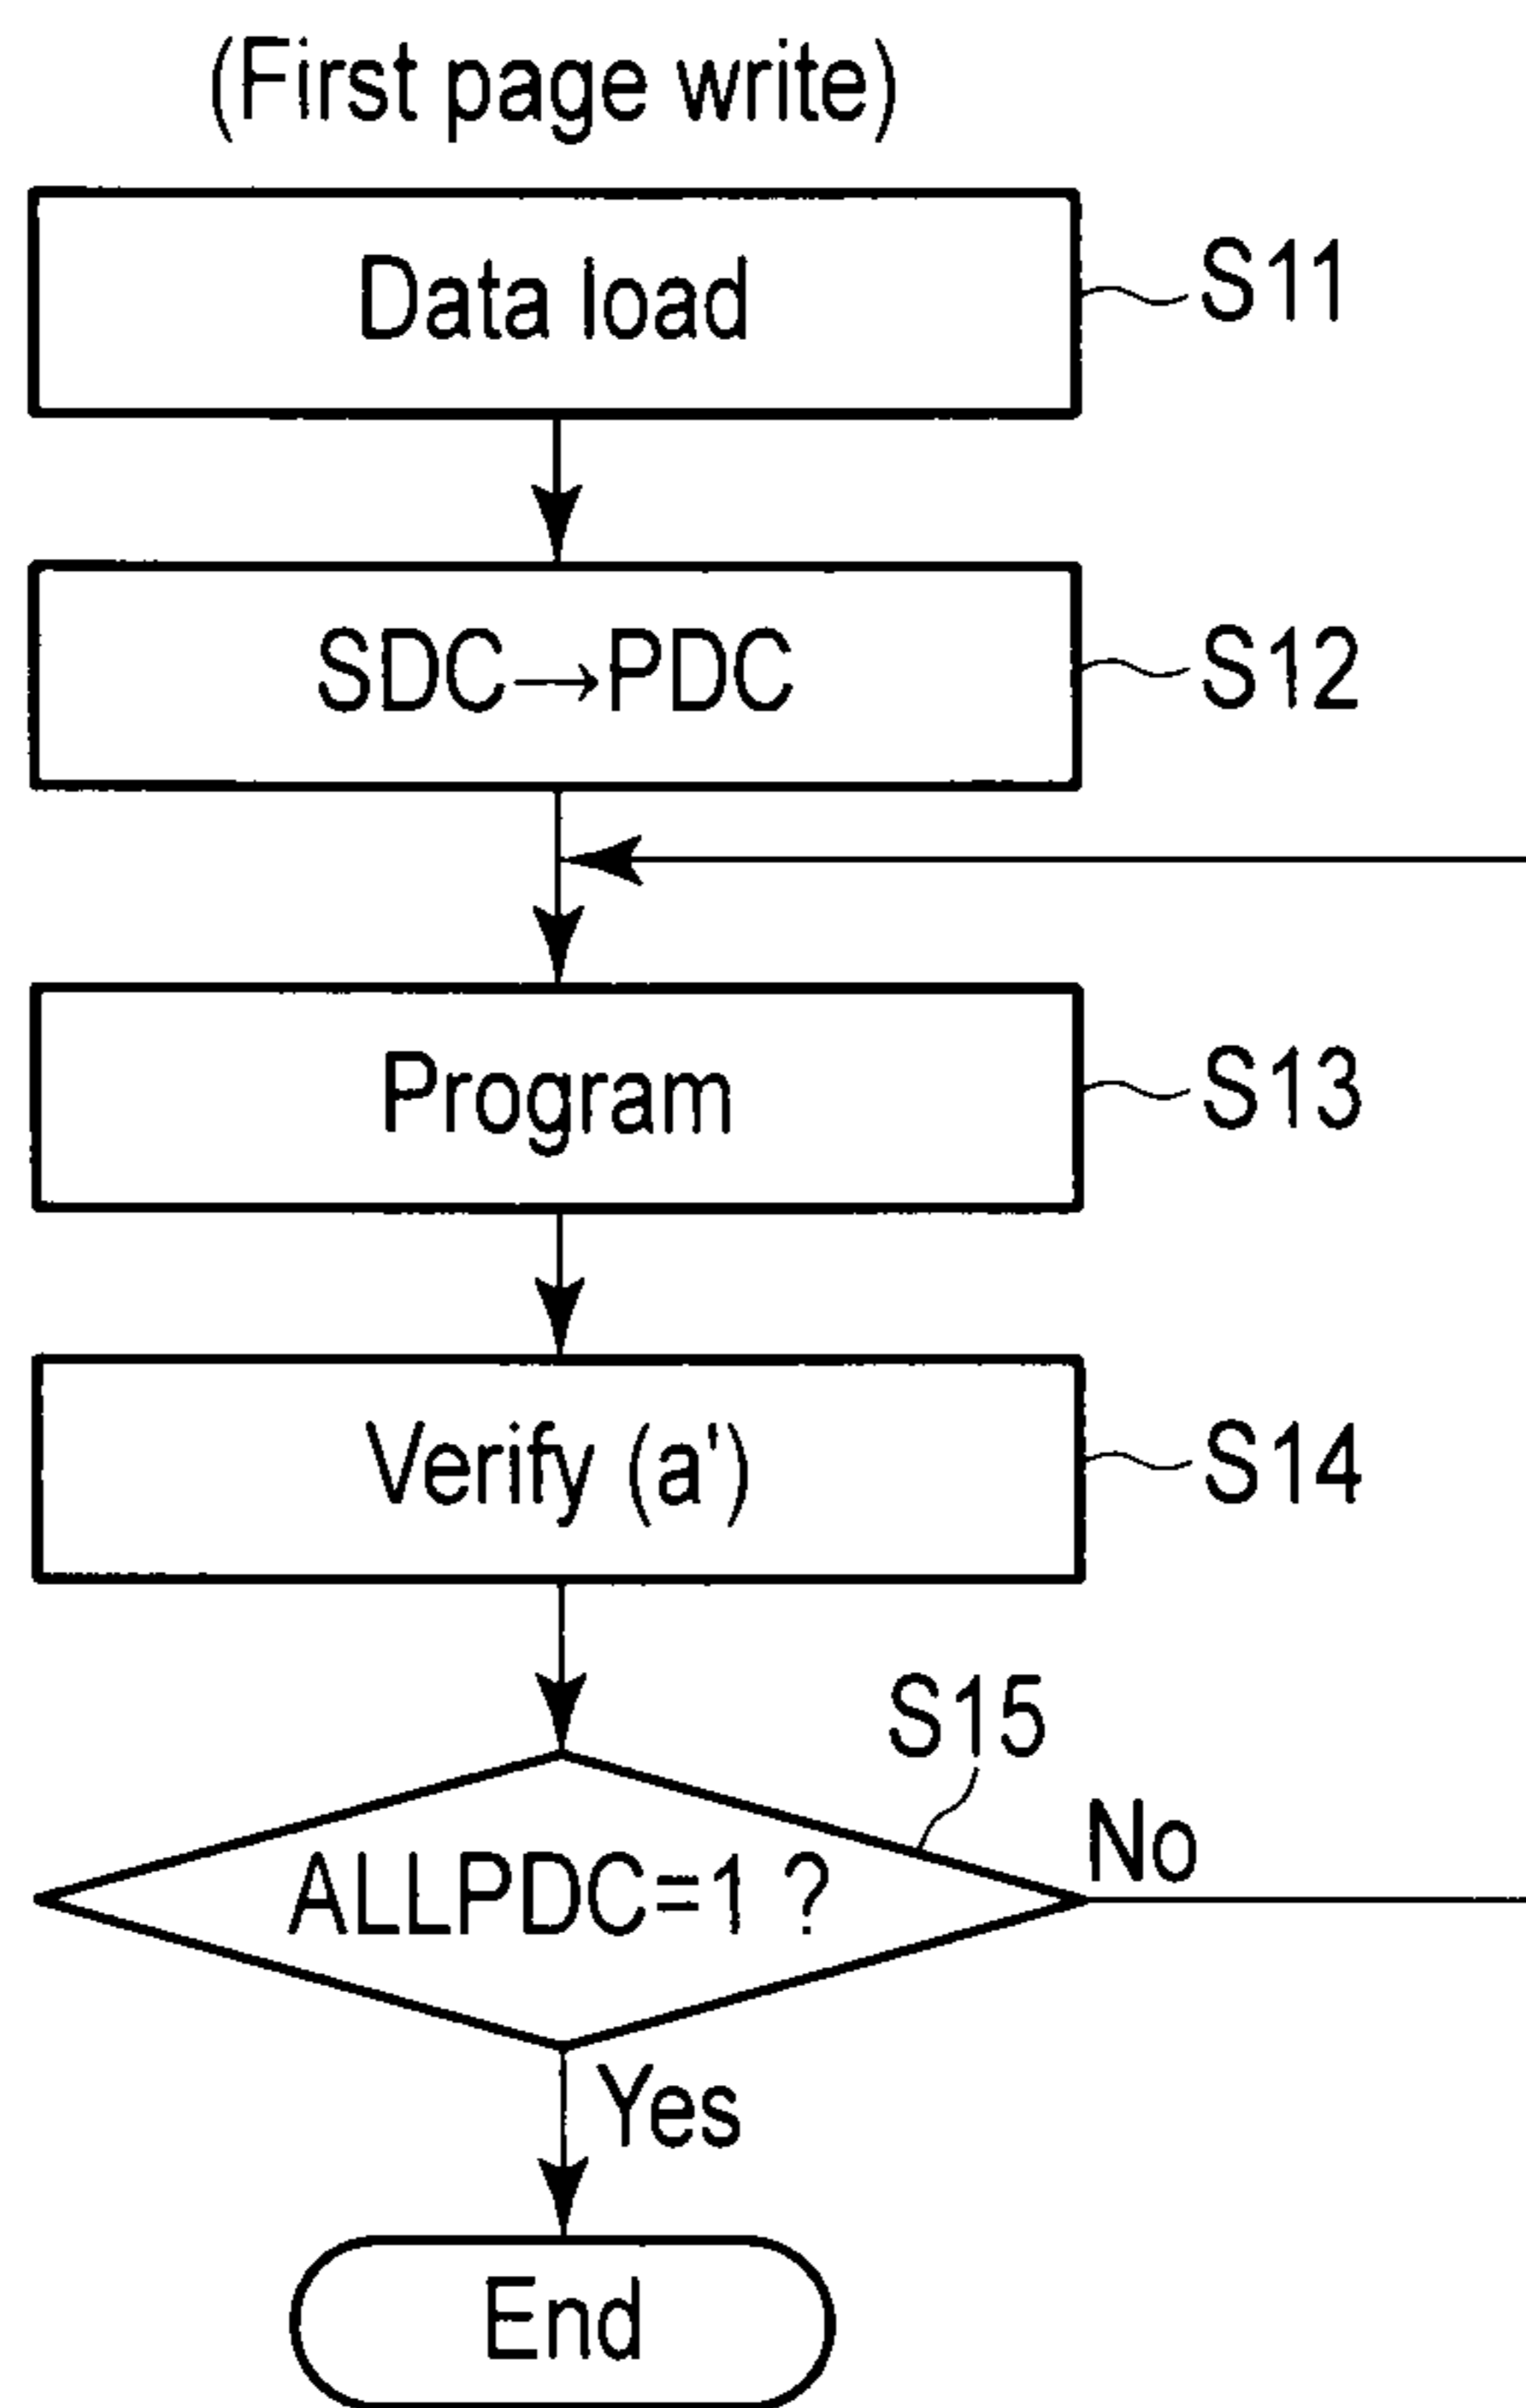 (First page write)
Data load
S11
SDC→PDC
S12
Program
S13
Verify (a')
S14
S15
ALLPDC=1 ?
No
Yes
End